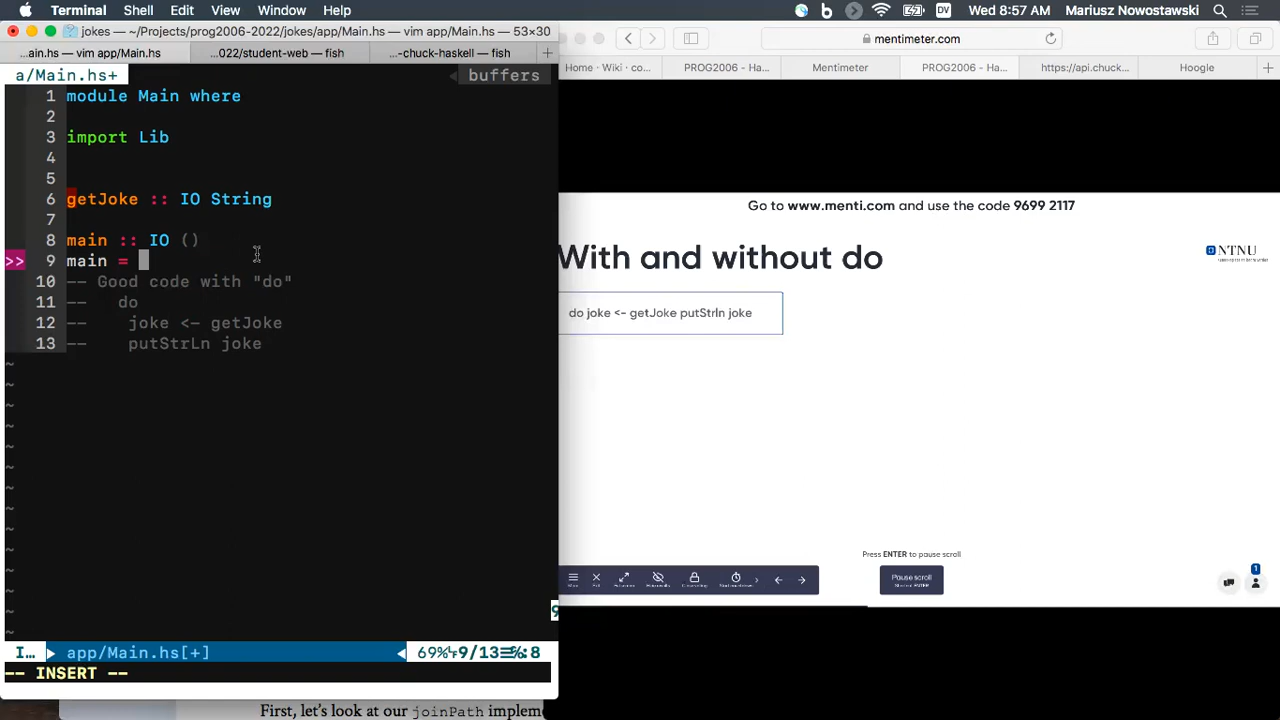 Terminal Shell Edit View Window Help
DV Wed 8:57 AM Mariusz Nowostawski
jokes — ~/Projects/prog2006-2022/jokes/app/Main.hs — vim app/Main.hs — 53×30
mentimeter.com
...ain.hs — vim app/Main.hs ...022/student-web — fish ...-chuck-haskell — fish
Home · Wiki · co... PROG2006 - Ha... Mentimeter PROG2006 - Ha... https://api.chuck... Hoogle
a/Main.hs+ buffers
1 module Main where
2
3 import Lib
4
5
6 getJoke :: IO String
7
8 main :: IO ()
>> 9 main =
10 -- Good code with "do"
11 -- do
12 -- joke <- getJoke
13 -- putStrLn joke
~
~
~
~
~
~
~
~
~
~
~
~
~
~
I... app/Main.hs[+] 69% 9/13 8
-- INSERT --
Go to www.menti.com and use the code 9699 2117
With and without do
NTNU
do joke <- getJoke putStrln joke
Press ENTER to pause scroll
Pause scroll
1
First, let's look at our joinPath impleme